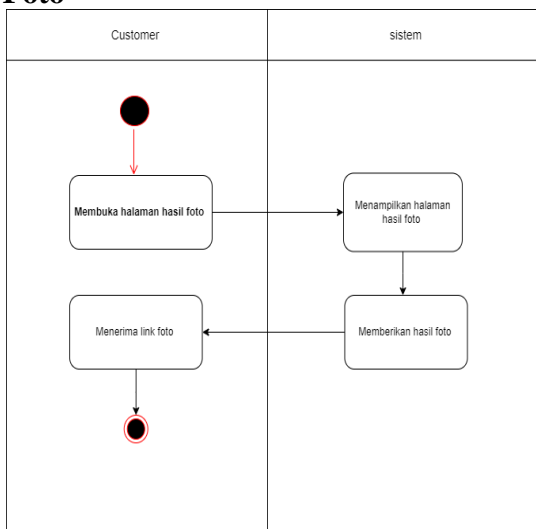 Foto
Customer
sistem
Membuka halaman hasil foto
Menampilkan halaman
hasil foto
Menerima link foto
Memberikan hasil foto